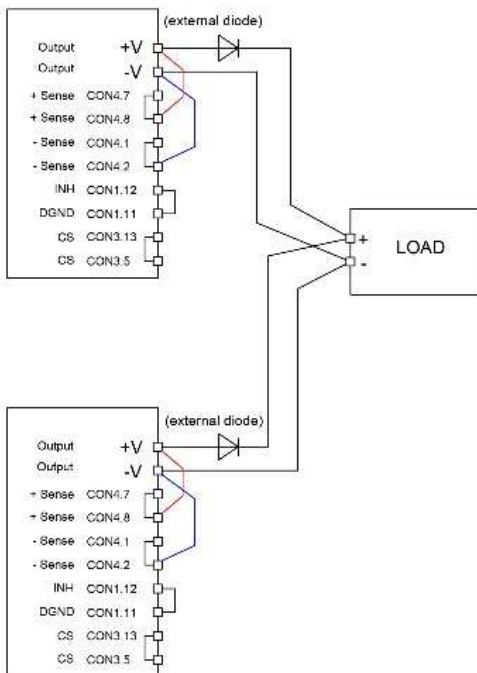 (external diode)
Output +V
Output -V
+ Sense CON4.7
+ Sense CON4.8
- Sense CON4.1
- Sense CON4.2
INH CON1.12
DGND CON1.11
CS CON3.13
CS CON3.5
+ LOAD
-
(external diode)
Output +V
Output -V
+ Sense CON4.7
+ Sense CON4.8
- Sense CON4.1
- Sense CON4.2
INH CON1.12
DGND CON1.11
CS CON3.13
CS CON3.5